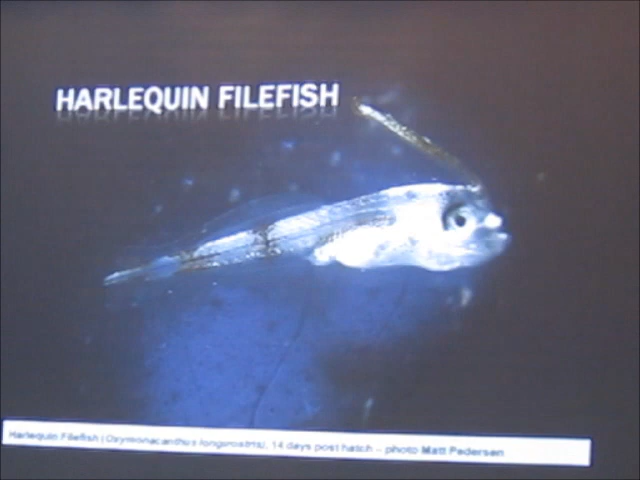 HARLEQUIN FILEFISH
Harlequin Filefish (Oxymonacanthus longirostris), 14 days post hatch – photo Matt Pedersen